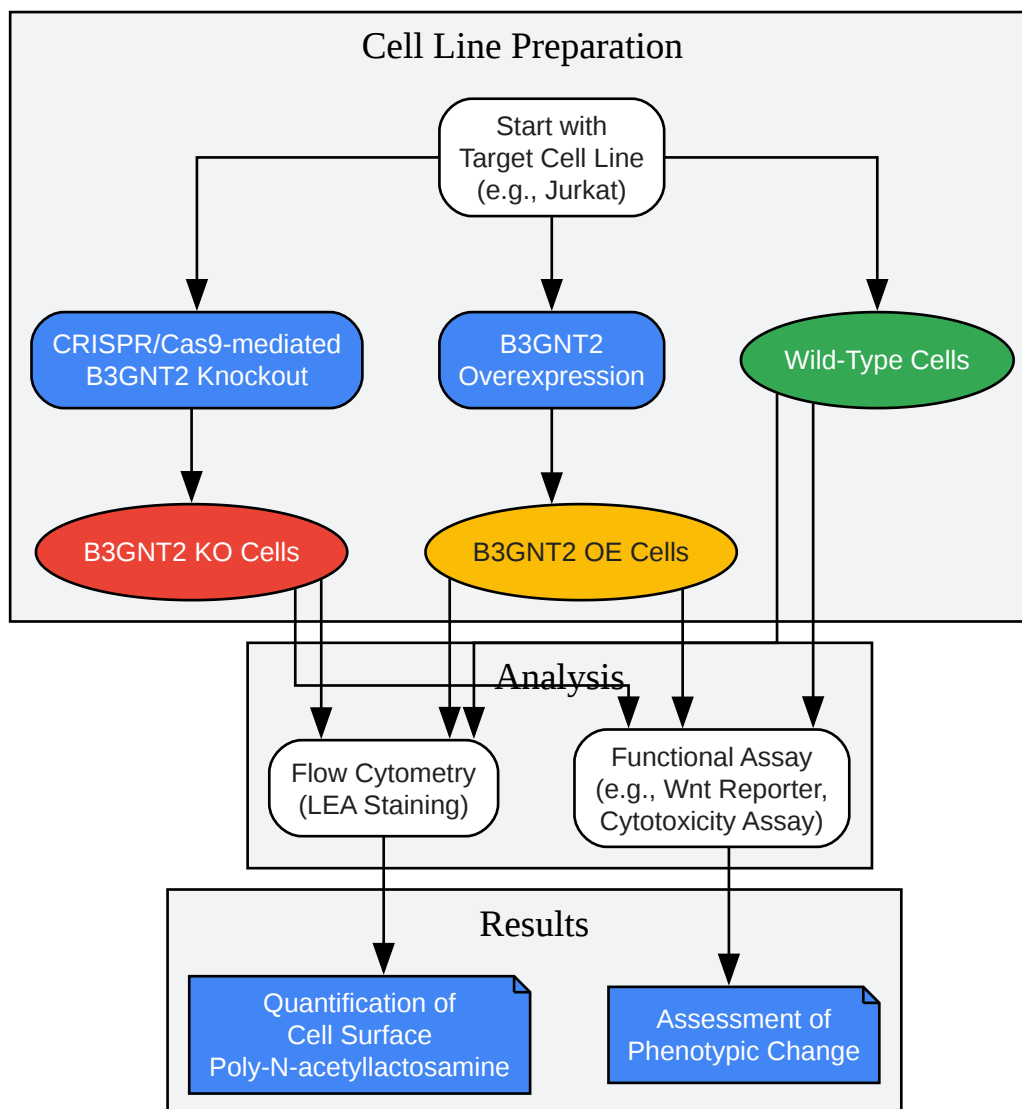 Cell Line Preparation
Start with
Target Cell Line
(e.g., Jurkat)
CRISPR/Cas9-mediated
B3GNT2 Knockout
B3GNT2
Overexpression
Wild-Type Cells
B3GNT2 KO Cells
B3GNT2 OE Cells
Analysis
Flow Cytometry
(LEA Staining)
Functional Assay
(e.g., Wnt Reporter,
Cytotoxicity Assay)
Results
Quantification of
Cell Surface
Poly-N-acetyllactosamine
Assessment of
Phenotypic Change